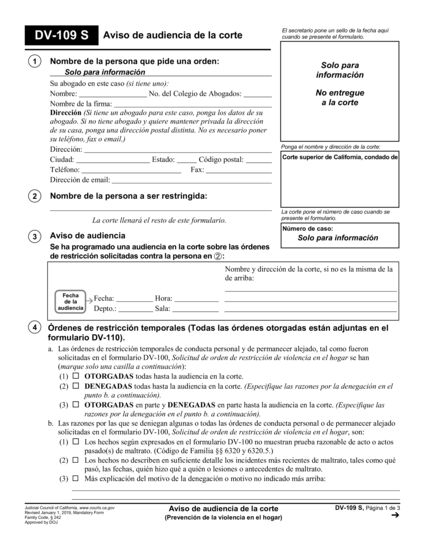 DV-109 S
Aviso de audiencia de la corte
El secretario pone un sello de la fecha aquí
cuando se presente el formulario.
Solo para
información
No entregue
a la corte
1
Nombre de la persona que pide una orden:
Solo para información
Su abogado en este caso (si tiene uno):
Nombre: No. del Colegio de Abogados:
Nombre de la firma:
Dirección (Si tiene un abogado para este caso, ponga los datos de su
abogado. Si no tiene abogado y quiere mantener privada la dirección
de su casa, ponga una dirección postal distinta. No es necesario poner
su teléfono, fax o email.)
Dirección:
Ciudad: Estado: Código postal:
Teléfono: Fax:
Dirección de email:
Ponga el nombre y dirección de la corte:
Corte superior de California, condado de
2
Nombre de la persona a ser restringida:
La corte llenará el resto de este formulario.
La corte pone el número de caso cuando se
presente el formulario.
Número de caso:
Solo para información
3
Aviso de audiencia
Se ha programado una audiencia en la corte sobre las órdenes
de restricción solicitadas contra la persona en ②:
Nombre y dirección de la corte, si no es la misma de la
de arriba:
Fecha
de la
audiencia
Fecha: Hora:
Depto.: Sala:
4
Órdenes de restricción temporales (Todas las órdenes otorgadas están adjuntas en el
formulario DV-110).
a. Las órdenes de restricción temporales de conducta personal y de permanecer alejado, tal como fueron
solicitadas en el formulario DV-100, Solicitud de orden de restricción de violencia en el hogar se han
(marque solo una casilla a continuación):
(1) ☐ OTORGADAS todas hasta la audiencia en la corte.
(2) ☐ DENEGADAS todas hasta la audiencia en la corte. (Especifique las razones por la denegación en el
punto b. a continuación).
(3) ☐ OTORGADAS en parte y DENEGADAS en parte hasta la audiencia en la corte. (Especifique las
razones por la denegación en el punto b. a continuación).
b. Las razones por las que se deniegan algunas o todas las órdenes de conducta personal o de permanecer alejado
solicitadas en el formulario DV-100, Solicitud de orden de restricción de violencia en el hogar, son:
(1) ☐ Los hechos según expresados en el formulario DV-100 no muestran prueba razonable de acto o actos
pasado(s) de maltrato. (Código de Familia §§ 6320 y 6320.5.)
(2) ☐ Los hechos no describen en suficiente detalle los incidentes más recientes de maltrato, tales como qué
pasó, las fechas, quién hizo qué a quién o lesiones o antecedentes de maltrato.
(3) ☐ Más explicación del motivo de la denegación o motivo no indicado más arriba:
Judicial Council of California, www.courts.ca.gov
Revised January 1, 2019, Mandatory Form
Family Code, § 242
Approved by DOJ
Aviso de audiencia de la corte
(Prevención de la violencia en el hogar)
DV-109 S, Página 1 de 3
➔